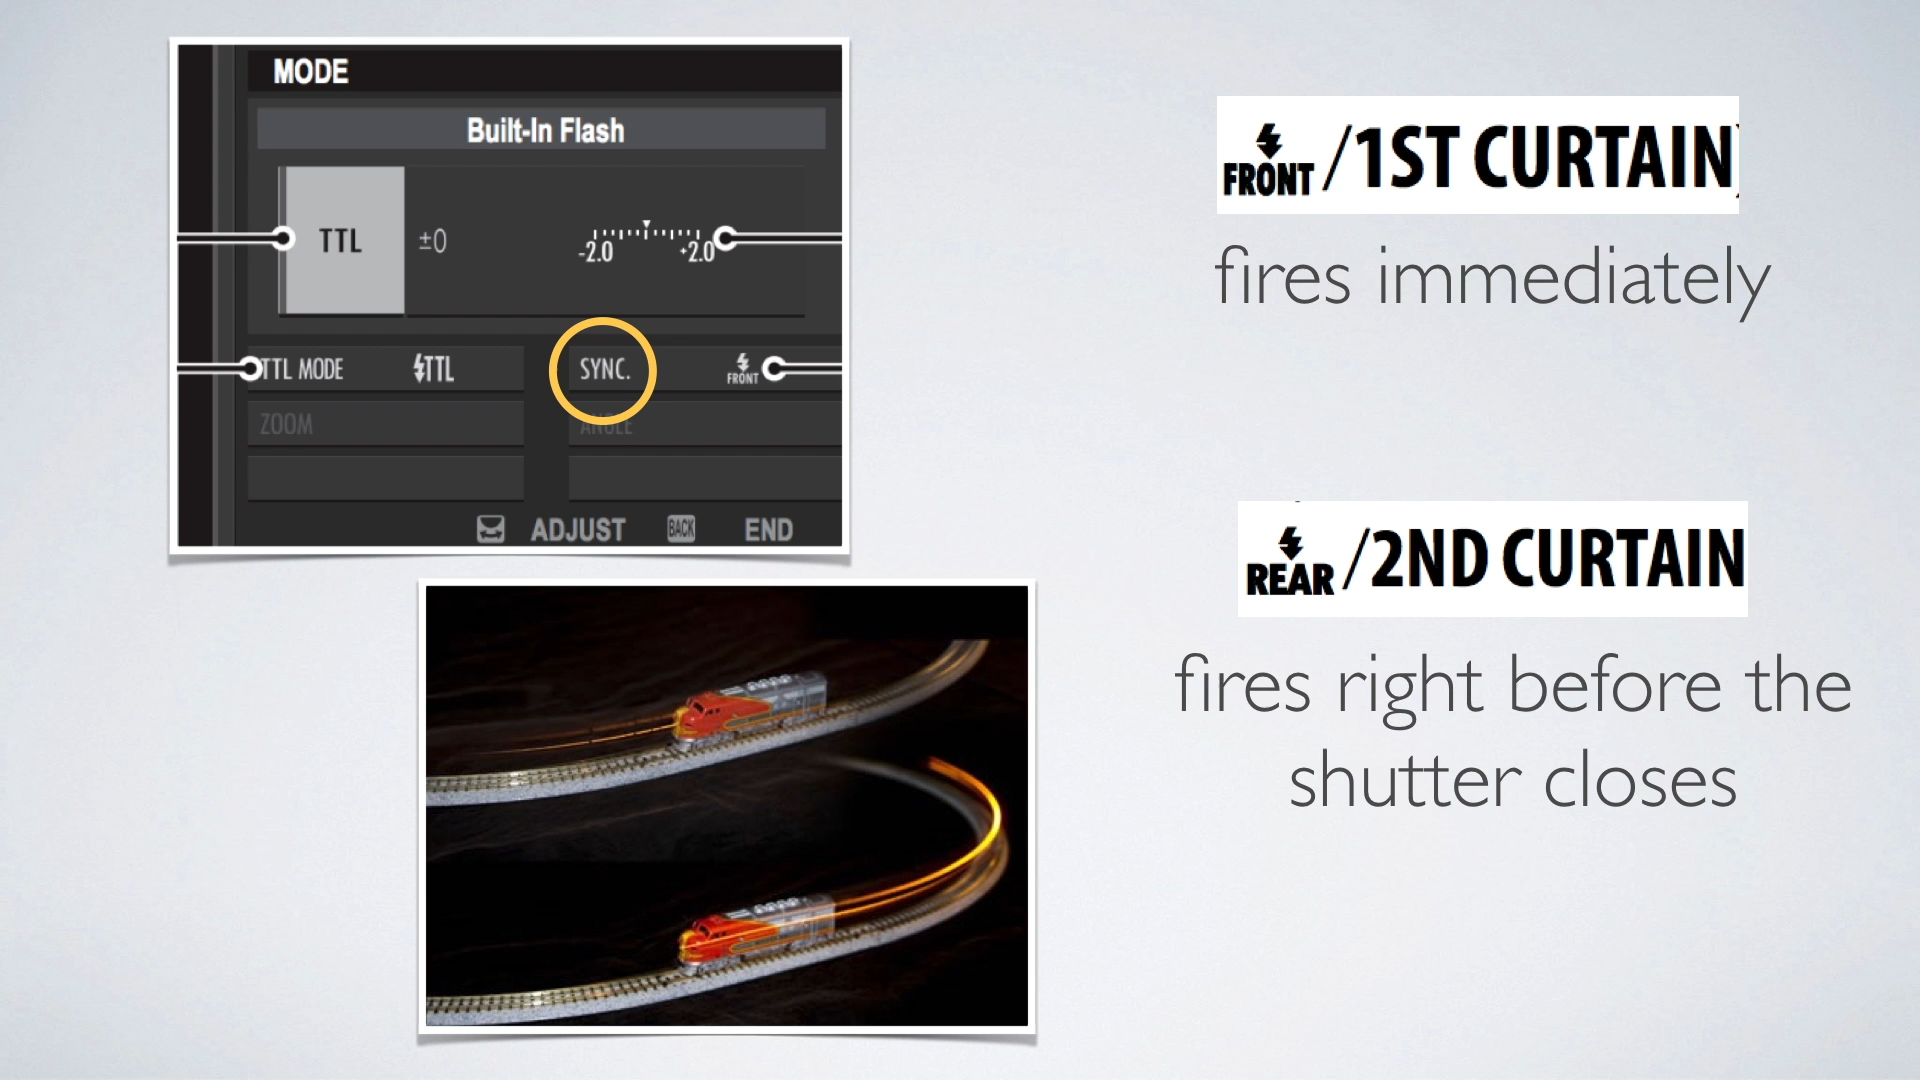 MODE
Built-In Flash
TTL ±0 -2.0 +2.0
TTL MODE TTL SYNC. FRONT
ZOOM ANGLE
ADJUST BACK END
FRONT /1ST CURTAIN)
fires immediately
REAR /2ND CURTAIN
fires right before the
shutter closes